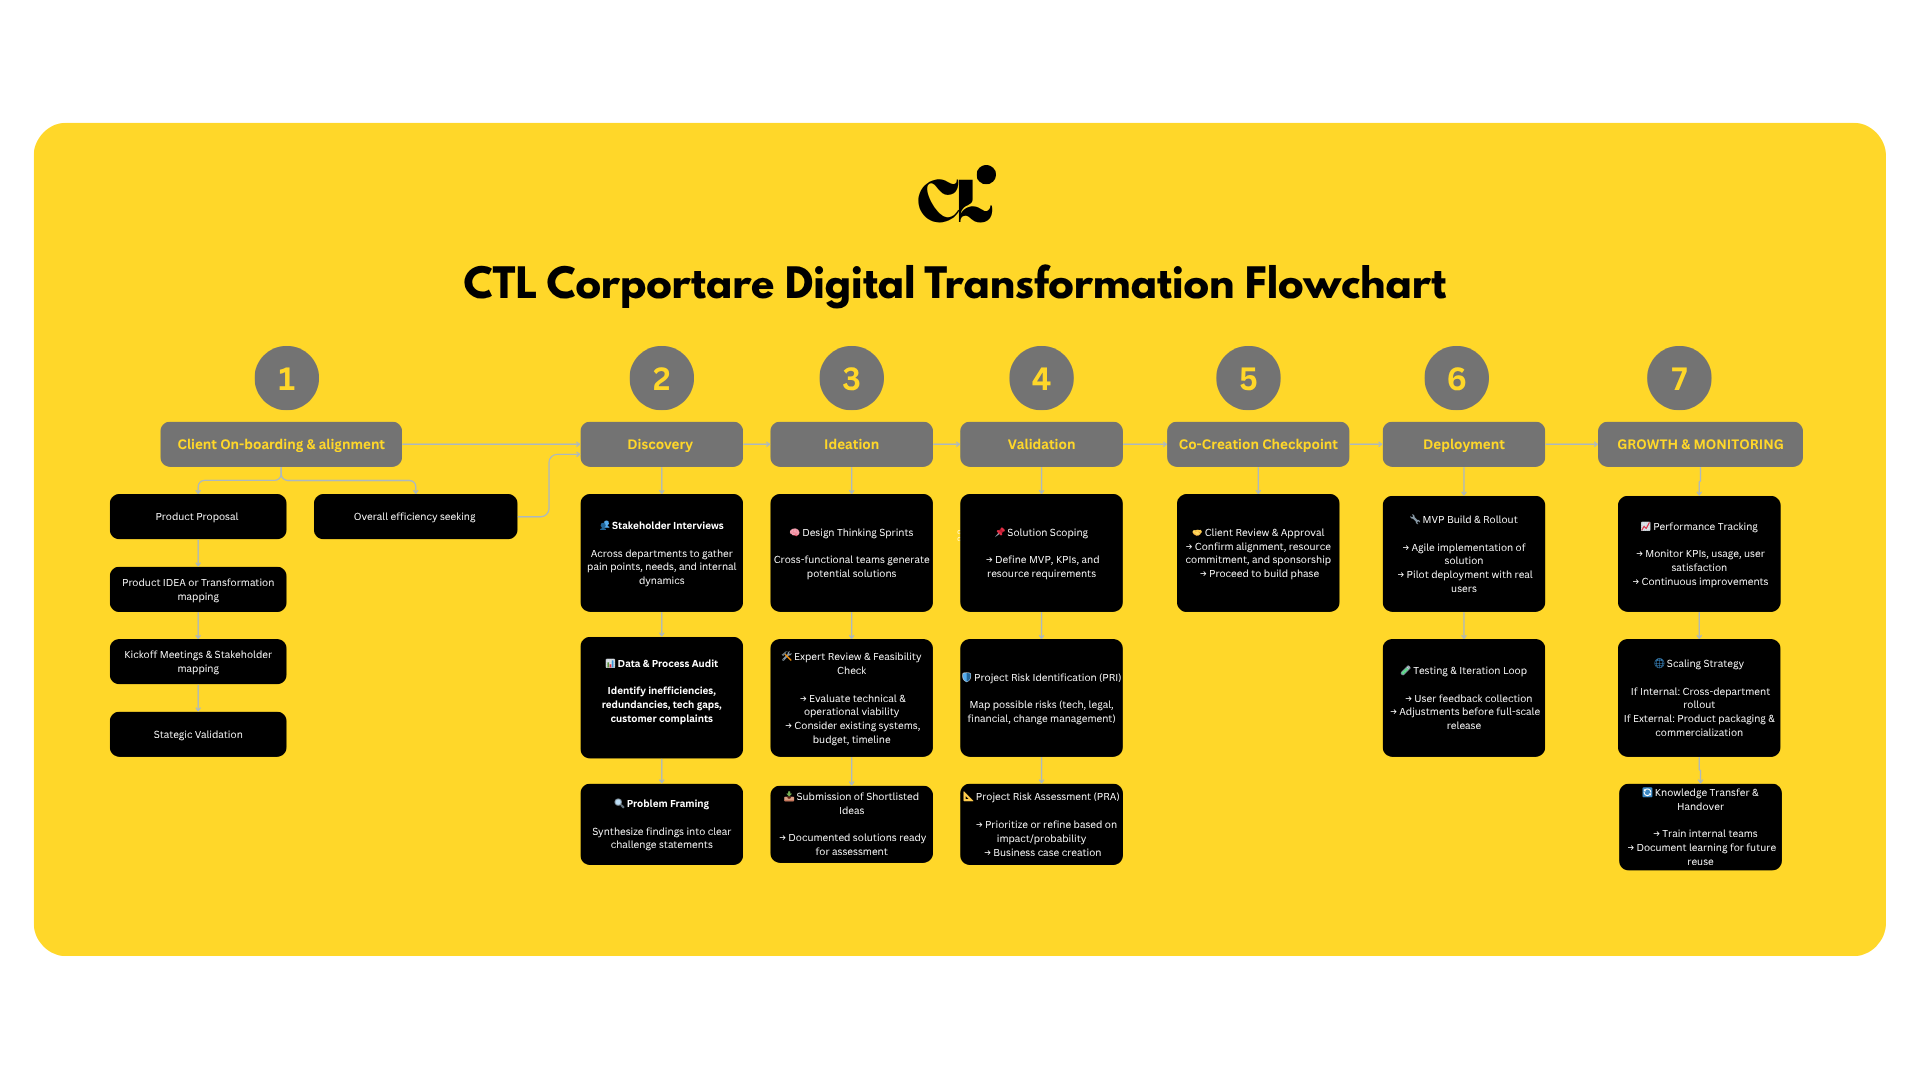 CTL Corportare Digital Transformation Flowchart
1
Client On-boarding & alignment
Product Proposal
Product IDEA or Transformation
mapping
Kickoff Meetings & Stakeholder
mapping
Stategic Validation
Overall efficiency seeking
2
Discovery
👥 Stakeholder Interviews
Across departments to gather
pain points, needs, and internal
dynamics
📊 Data & Process Audit
Identify inefficiencies,
redundancies, tech gaps,
customer complaints
🔍 Problem Framing
Synthesize findings into clear
challenge statements
3
Ideation
🧠 Design Thinking Sprints
Cross-functional teams generate
potential solutions
🛠 Expert Review & Feasibility
Check
→ Evaluate technical &
operational viability
→ Consider existing systems,
budget, timeline
📥 Submission of Shortlisted
Ideas
→ Documented solutions ready
for assessment
4
Validation
📌 Solution Scoping
→ Define MVP, KPIs, and
resource requirements
🛡 Project Risk Identification (PRI)
Map possible risks (tech, legal,
financial, change management)
📐 Project Risk Assessment (PRA)
→ Prioritize or refine based on
impact/probability
→ Business case creation
5
Co-Creation Checkpoint
🤝 Client Review & Approval
→ Confirm alignment, resource
commitment, and sponsorship
→ Proceed to build phase
6
Deployment
🔧 MVP Build & Rollout
→ Agile implementation of
solution
→ Pilot deployment with real
users
🧪 Testing & Iteration Loop
→ User feedback collection
→ Adjustments before full-scale
release
7
GROWTH & MONITORING
📈 Performance Tracking
→ Monitor KPIs, usage, user
satisfaction
→ Continuous improvements
🌐 Scaling Strategy
If Internal: Cross-department
rollout
If External: Product packaging &
commercialization
🔄 Knowledge Transfer &
Handover
→ Train internal teams
→ Document learning for future
reuse